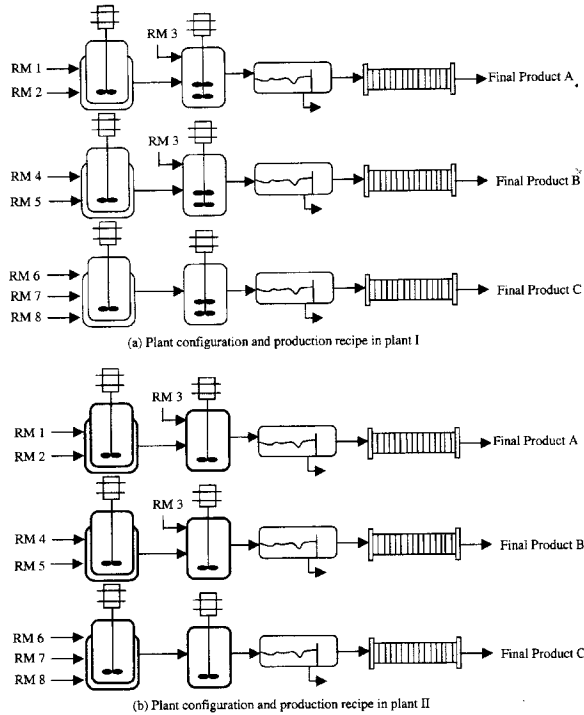 RM 3
RM 1
RM 2
Final Product A
RM 3
RM 4
RM 5
Final Product B
RM 6
RM 7
RM 8
Final Product C
(a) Plant configuration and production recipe in plant I
RM 3
RM 1
RM 2
Final Product A
RM 3
RM 4
RM 5
Final Product B
RM 6
RM 7
RM 8
Final Product C
(b) Plant configuration and production recipe in plant II